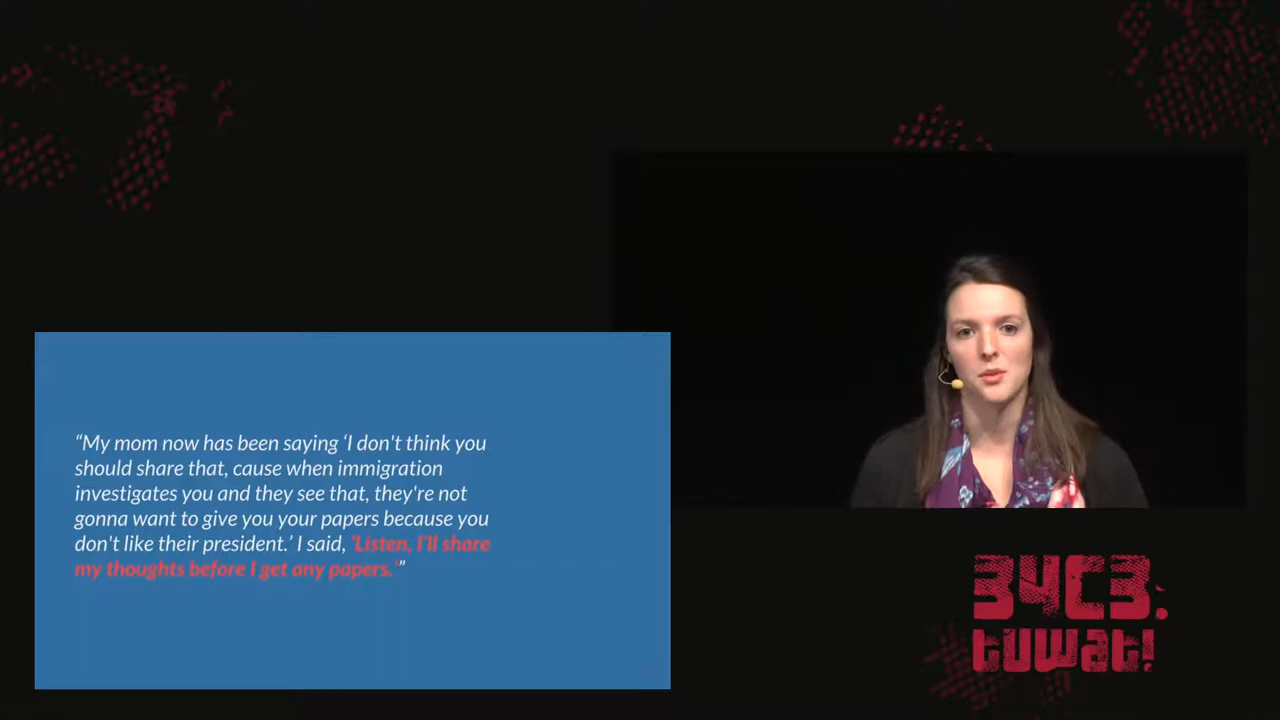 “My mom now has been saying ‘I don't think you
should share that, cause when immigration
investigates you and they see that, they're not
gonna want to give you your papers because you
don't like their president.’ I said, ‘Listen, I’ll share
my thoughts before I get any papers.’”
34C3.
tuwat!